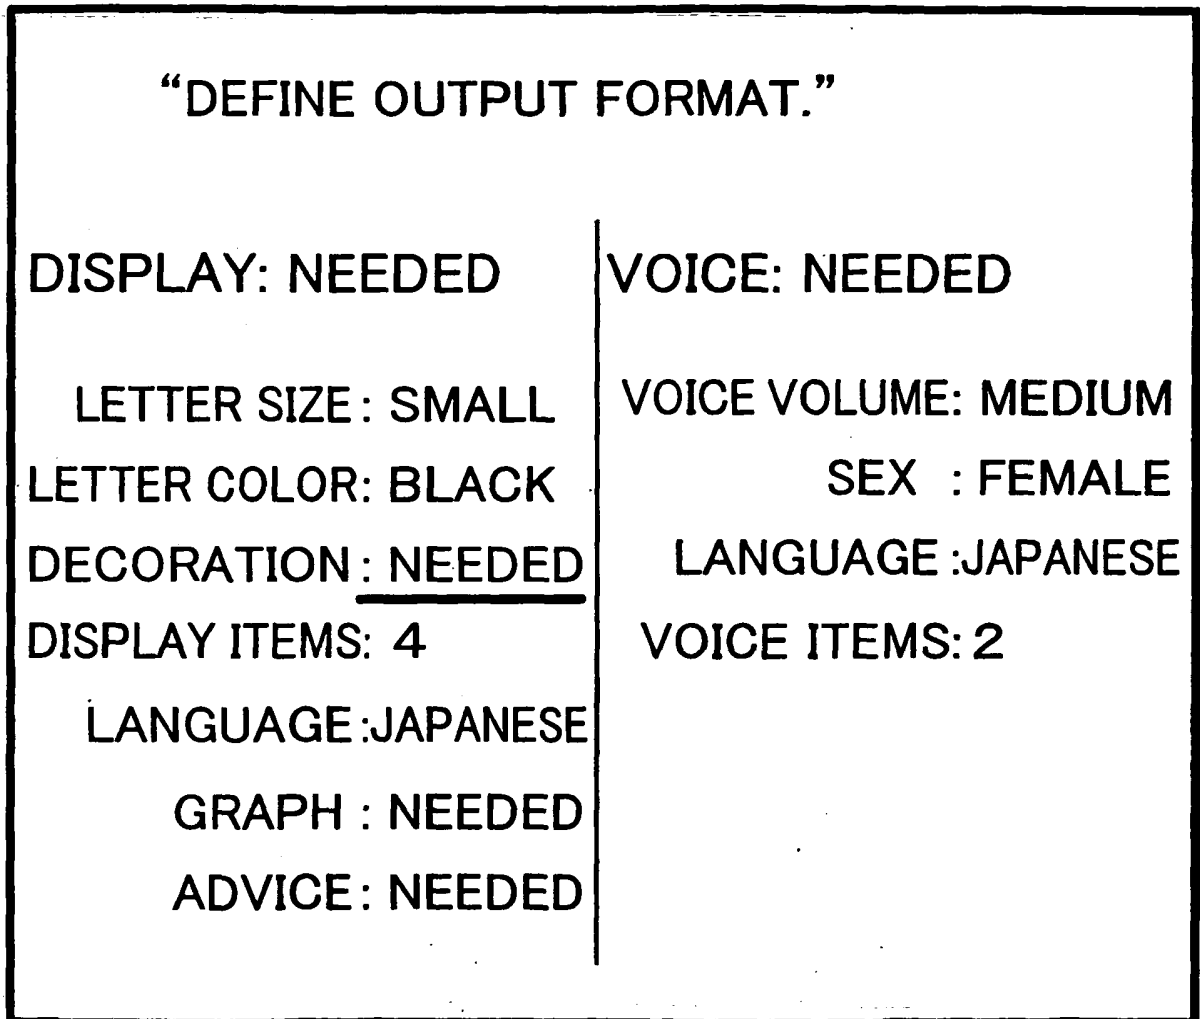 “DEFINE OUTPUT FORMAT.”
DISPLAY: NEEDED
LETTER SIZE: SMALL
LETTER COLOR: BLACK
DECORATION: NEEDED
DISPLAY ITEMS: 4
LANGUAGE:JAPANESE
GRAPH: NEEDED
ADVICE: NEEDED
VOICE: NEEDED
VOICE VOLUME: MEDIUM
SEX : FEMALE
LANGUAGE:JAPANESE
VOICE ITEMS: 2